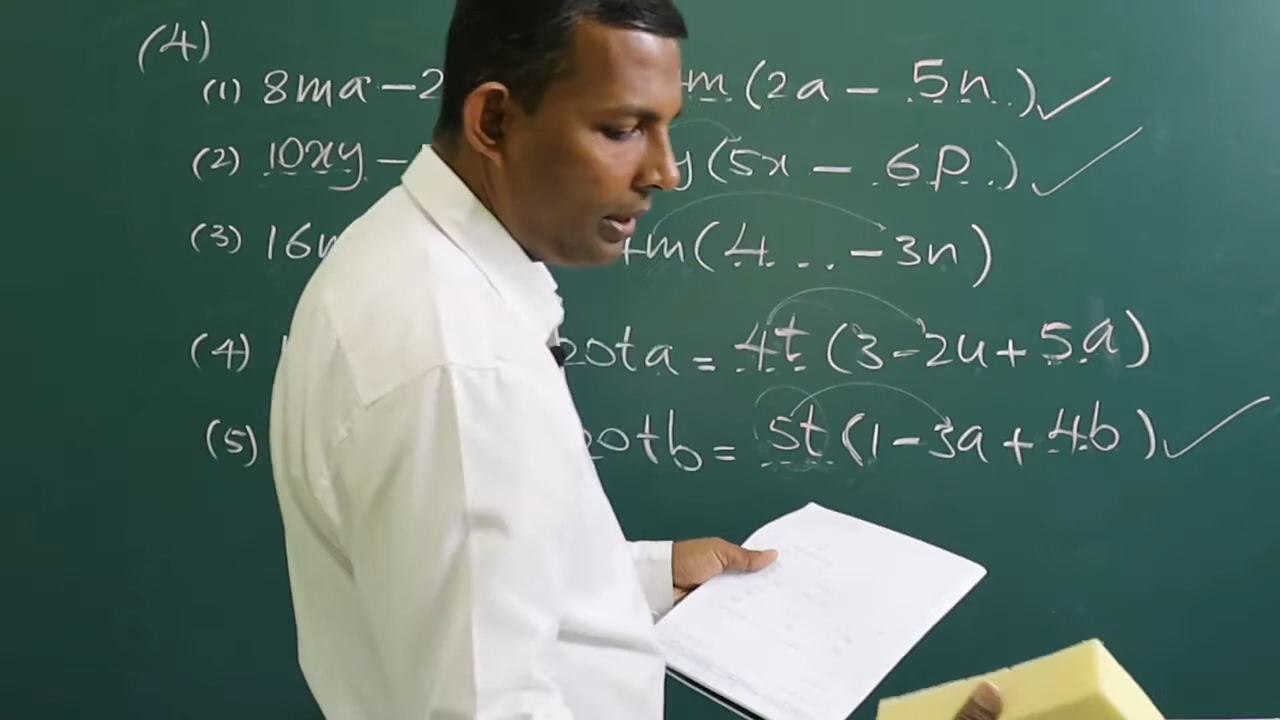 (4)
(1) 8ma - 2 m (2a - 5n) ✓
(2) 10xy - y (5x - 6p) ✓
(3) 16 m (4 ... - 3n)
(4) 20ta = 4t (3 - 2u + 5a)
(5) 20tb = 5t (1 - 3a + 4b) ✓